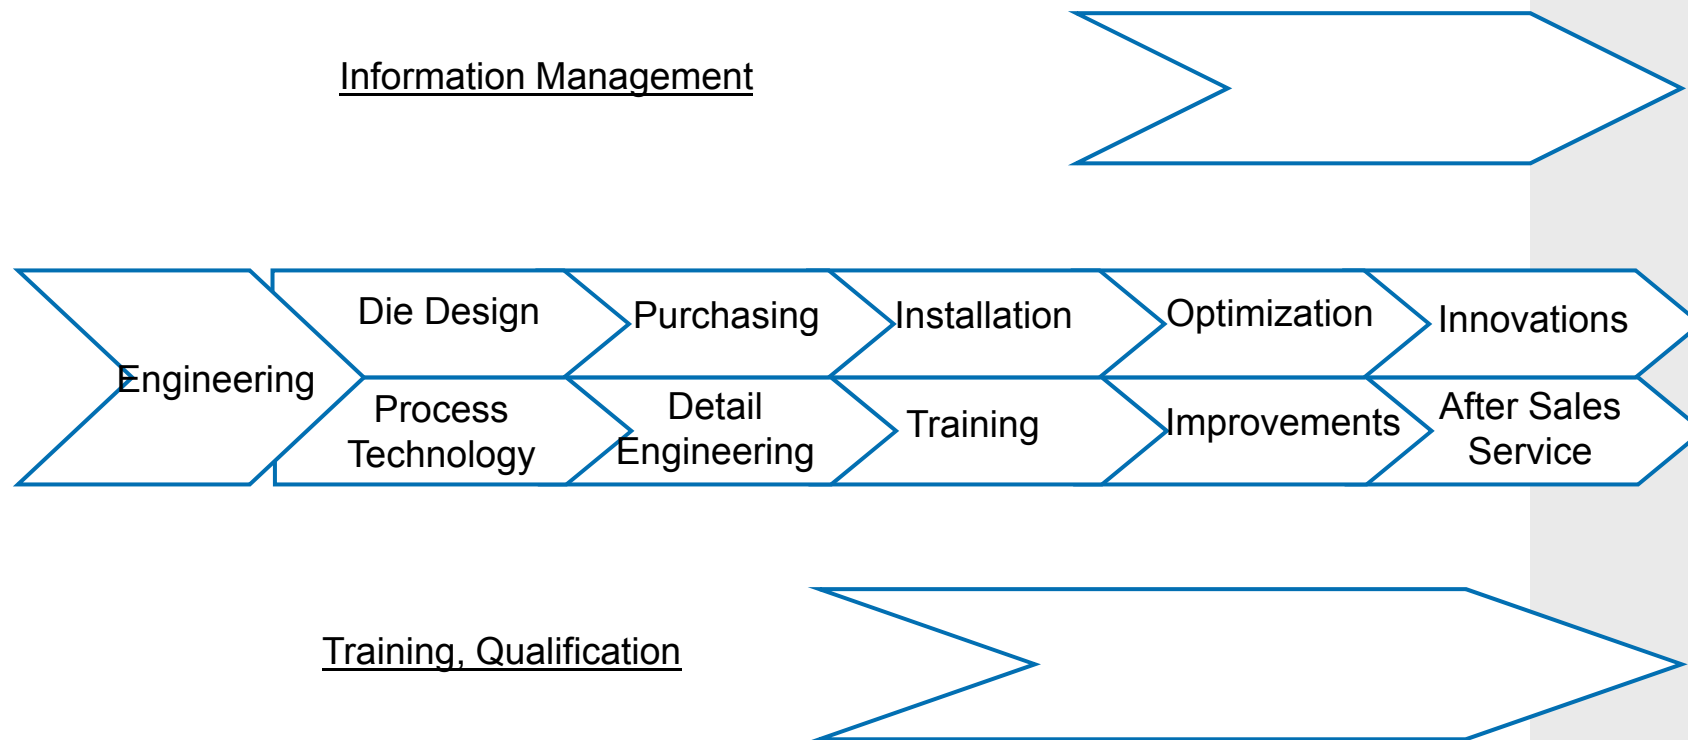 Information Management
Die Design
Purchasing
Installation
Optimization
Innovations
Engineering
Process
Technology
Detail
Engineering
Training
Improvements
After Sales
Service
Training, Qualification